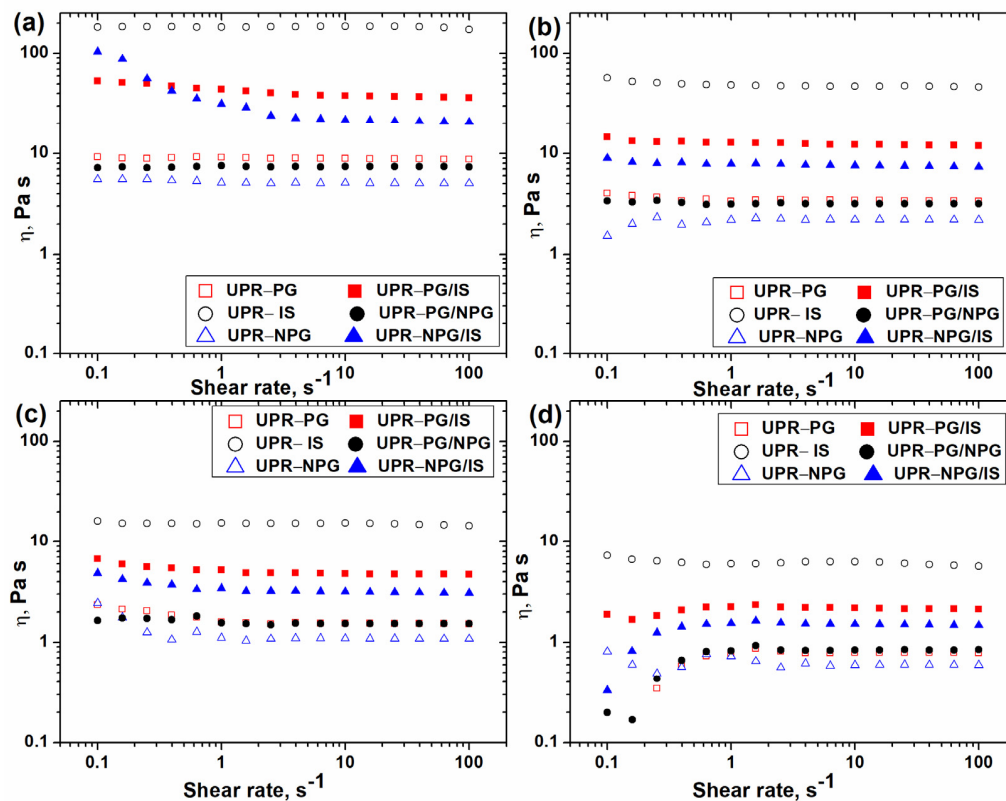 (a)
η, Pa s
100
10
1
0.1
UPR–PG
UPR– IS
UPR–NPG
UPR–PG/IS
UPR–PG/NPG
UPR–NPG/IS
0.1 1 10 100
Shear rate, s-1
(b)
η, Pa s
100
10
1
0.1
UPR–PG
UPR– IS
UPR–NPG
UPR–PG/IS
UPR–PG/NPG
UPR–NPG/IS
0.1 1 10 100
Shear rate, s-1
(c)
η, Pa s
100
10
1
0.1
UPR–PG
UPR– IS
UPR–NPG
UPR–PG/IS
UPR–PG/NPG
UPR–NPG/IS
0.1 1 10 100
Shear rate, s-1
(d)
η, Pa s
100
10
1
0.1
UPR–PG
UPR– IS
UPR–NPG
UPR–PG/IS
UPR–PG/NPG
UPR–NPG/IS
0.1 1 10 100
Shear rate, s-1